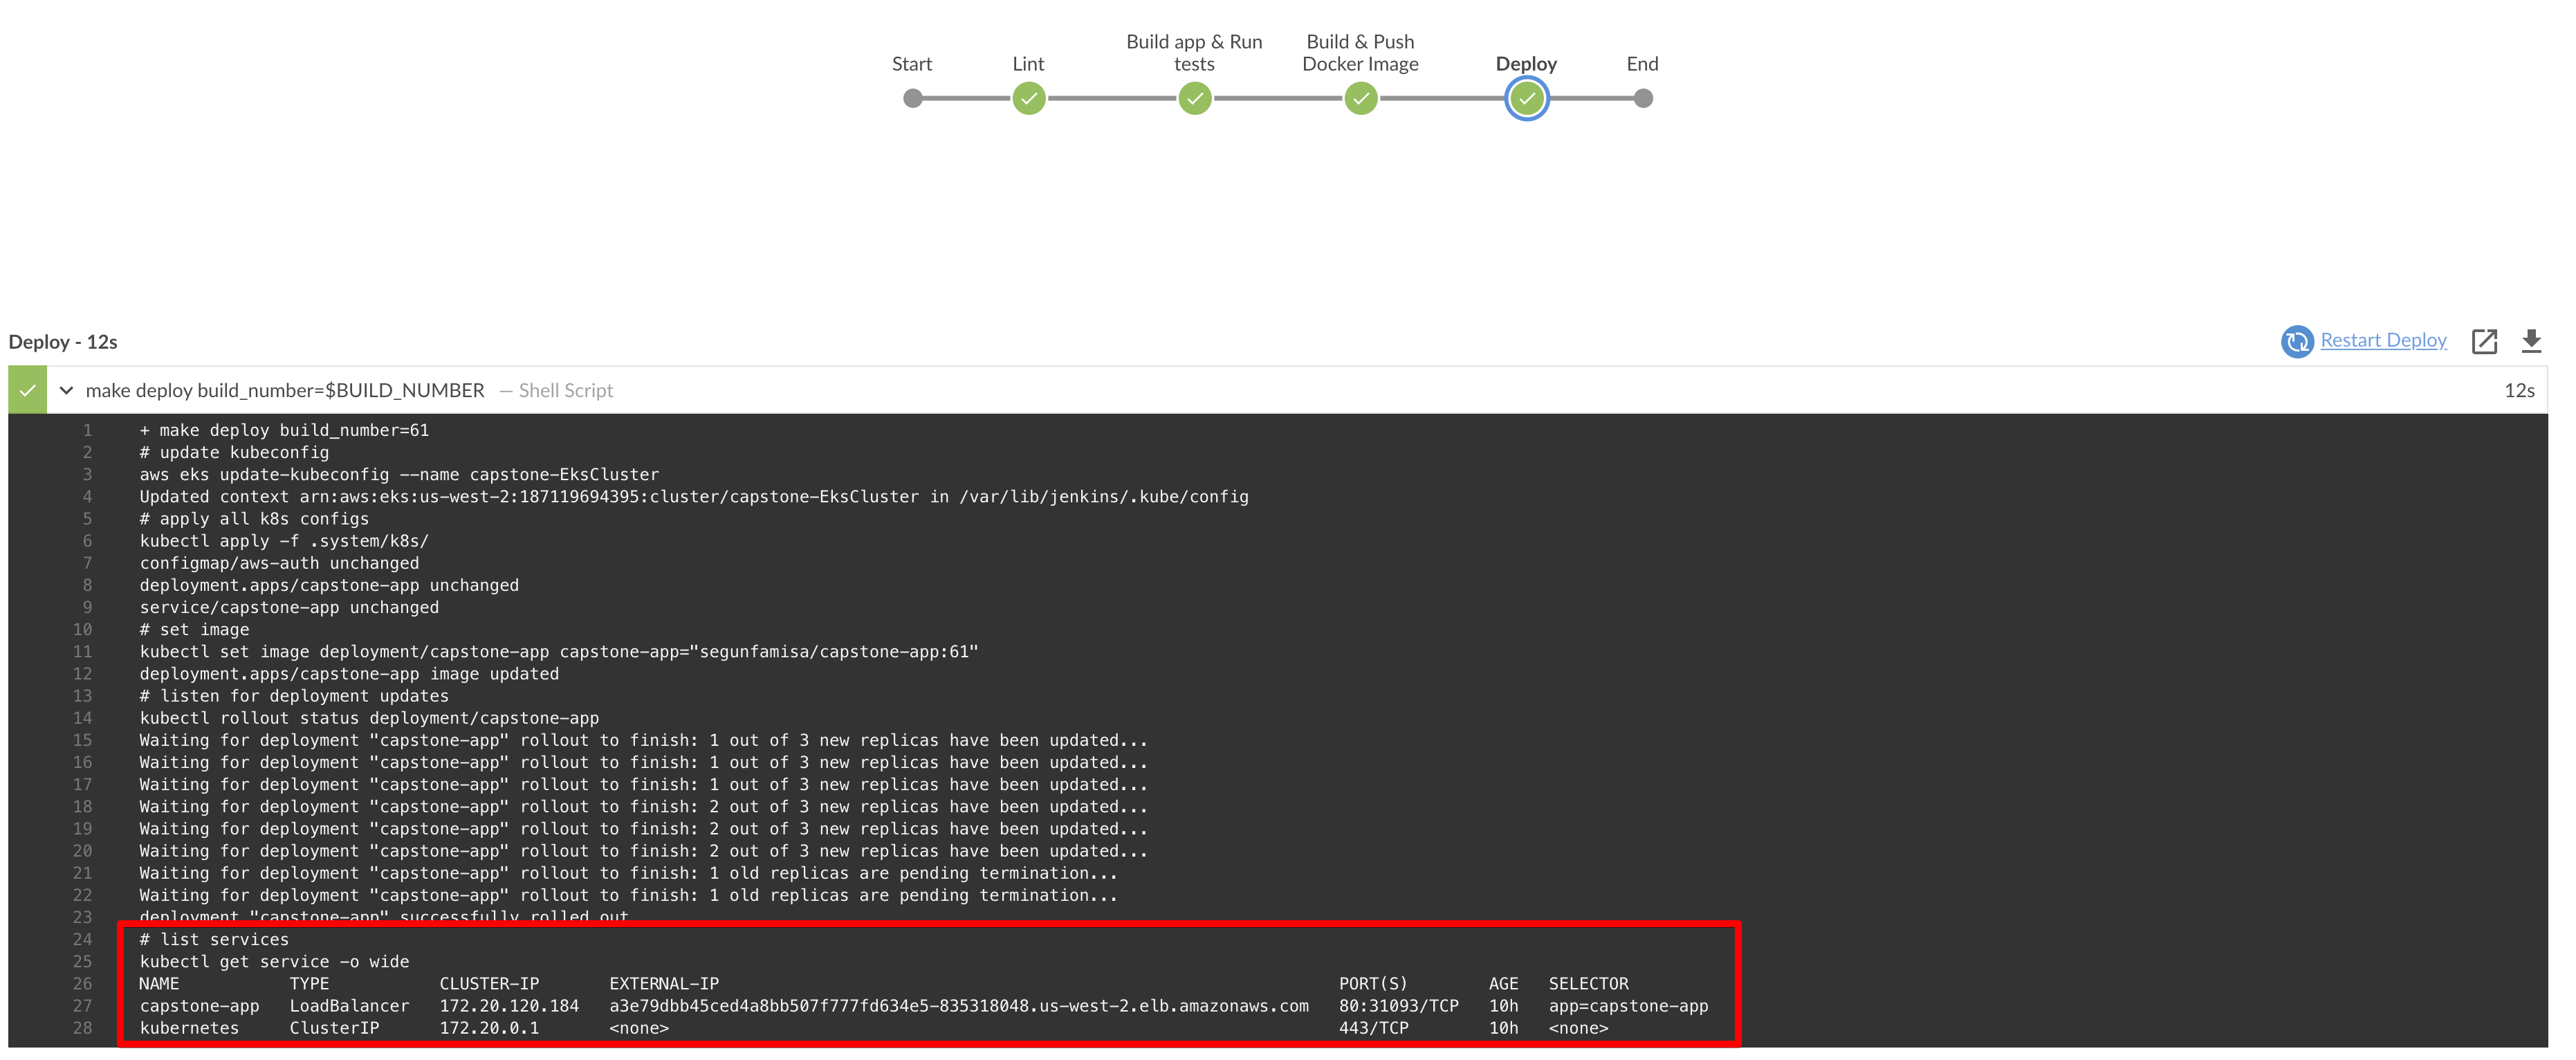 Build app & Run
Build & Push
Start
Lint
tests
Docker Image
Deploy
End
Deploy - 12s
Restart Deploy
make deploy build_number=$BUILD_NUMBER — Shell Script
12s
1 + make deploy build_number=61
2 # update kubeconfig
3 aws eks update-kubeconfig --name capstone-EksCluster
4 Updated context arn:aws:eks:us-west-2:187119694395:cluster/capstone-EksCluster in /var/lib/jenkins/.kube/config
5 # apply all k8s configs
6 kubectl apply -f .system/k8s/
7 configmap/aws-auth unchanged
8 deployment.apps/capstone-app unchanged
9 service/capstone-app unchanged
10 # set image
11 kubectl set image deployment/capstone-app capstone-app="segunfamisa/capstone-app:61"
12 deployment.apps/capstone-app image updated
13 # listen for deployment updates
14 kubectl rollout status deployment/capstone-app
15 Waiting for deployment "capstone-app" rollout to finish: 1 out of 3 new replicas have been updated...
16 Waiting for deployment "capstone-app" rollout to finish: 1 out of 3 new replicas have been updated...
17 Waiting for deployment "capstone-app" rollout to finish: 1 out of 3 new replicas have been updated...
18 Waiting for deployment "capstone-app" rollout to finish: 2 out of 3 new replicas have been updated...
19 Waiting for deployment "capstone-app" rollout to finish: 2 out of 3 new replicas have been updated...
20 Waiting for deployment "capstone-app" rollout to finish: 2 out of 3 new replicas have been updated...
21 Waiting for deployment "capstone-app" rollout to finish: 1 old replicas are pending termination...
22 Waiting for deployment "capstone-app" rollout to finish: 1 old replicas are pending termination...
23 deployment "capstone-app" successfully rolled out
24 # list services
25 kubectl get service -o wide
26 NAME TYPE CLUSTER-IP EXTERNAL-IP PORT(S) AGE SELECTOR
27 capstone-app LoadBalancer 172.20.120.184 a3e79dbb45ced4a8bb507f777fd634e5-835318048.us-west-2.elb.amazonaws.com 80:31093/TCP 10h app=capstone-app
28 kubernetes ClusterIP 172.20.0.1 <none> 443/TCP 10h <none>